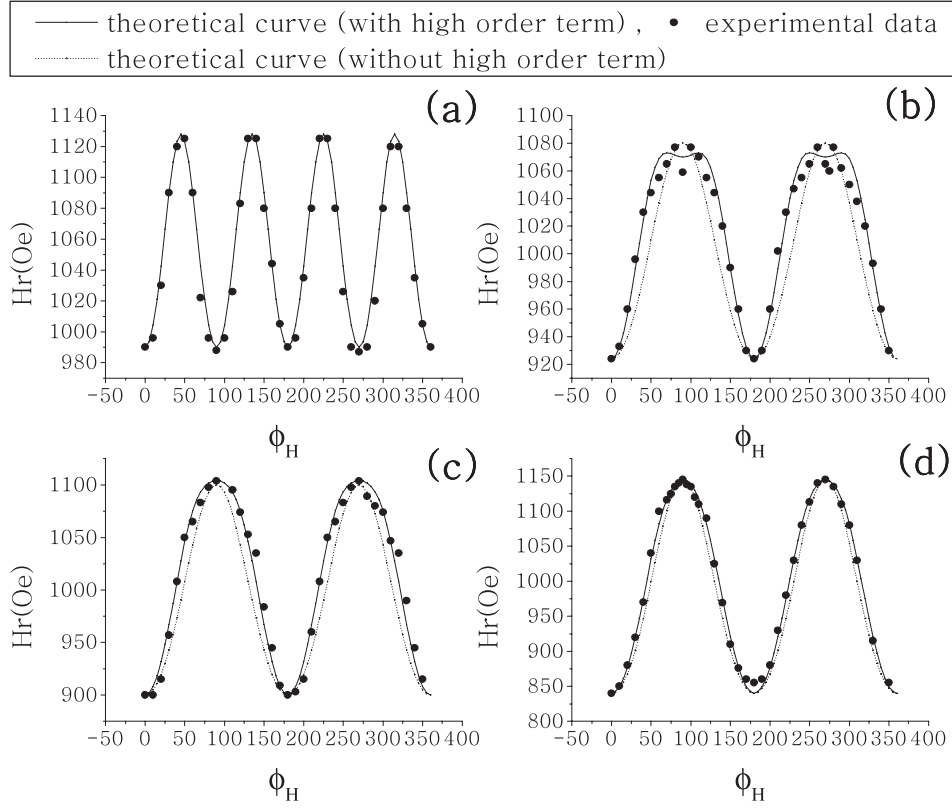 theoretical curve (with high order term) , experimental data
theoretical curve (without high order term)
(a)
1140
1120
1100
1080
1060
1040
1020
1000
980
Hr(Oe)
-50 0 50 100 150 200 250 300 350 400
ϕH
(b)
1100
1080
1060
1040
1020
1000
980
960
940
920
Hr(Oe)
-50 0 50 100 150 200 250 300 350 400
ϕH
(c)
1100
1050
1000
950
900
Hr(Oe)
-50 0 50 100 150 200 250 300 350 400
ϕH
(d)
1150
1100
1050
1000
950
900
850
800
Hr(Oe)
-50 0 50 100 150 200 250 300 350 400
ϕH